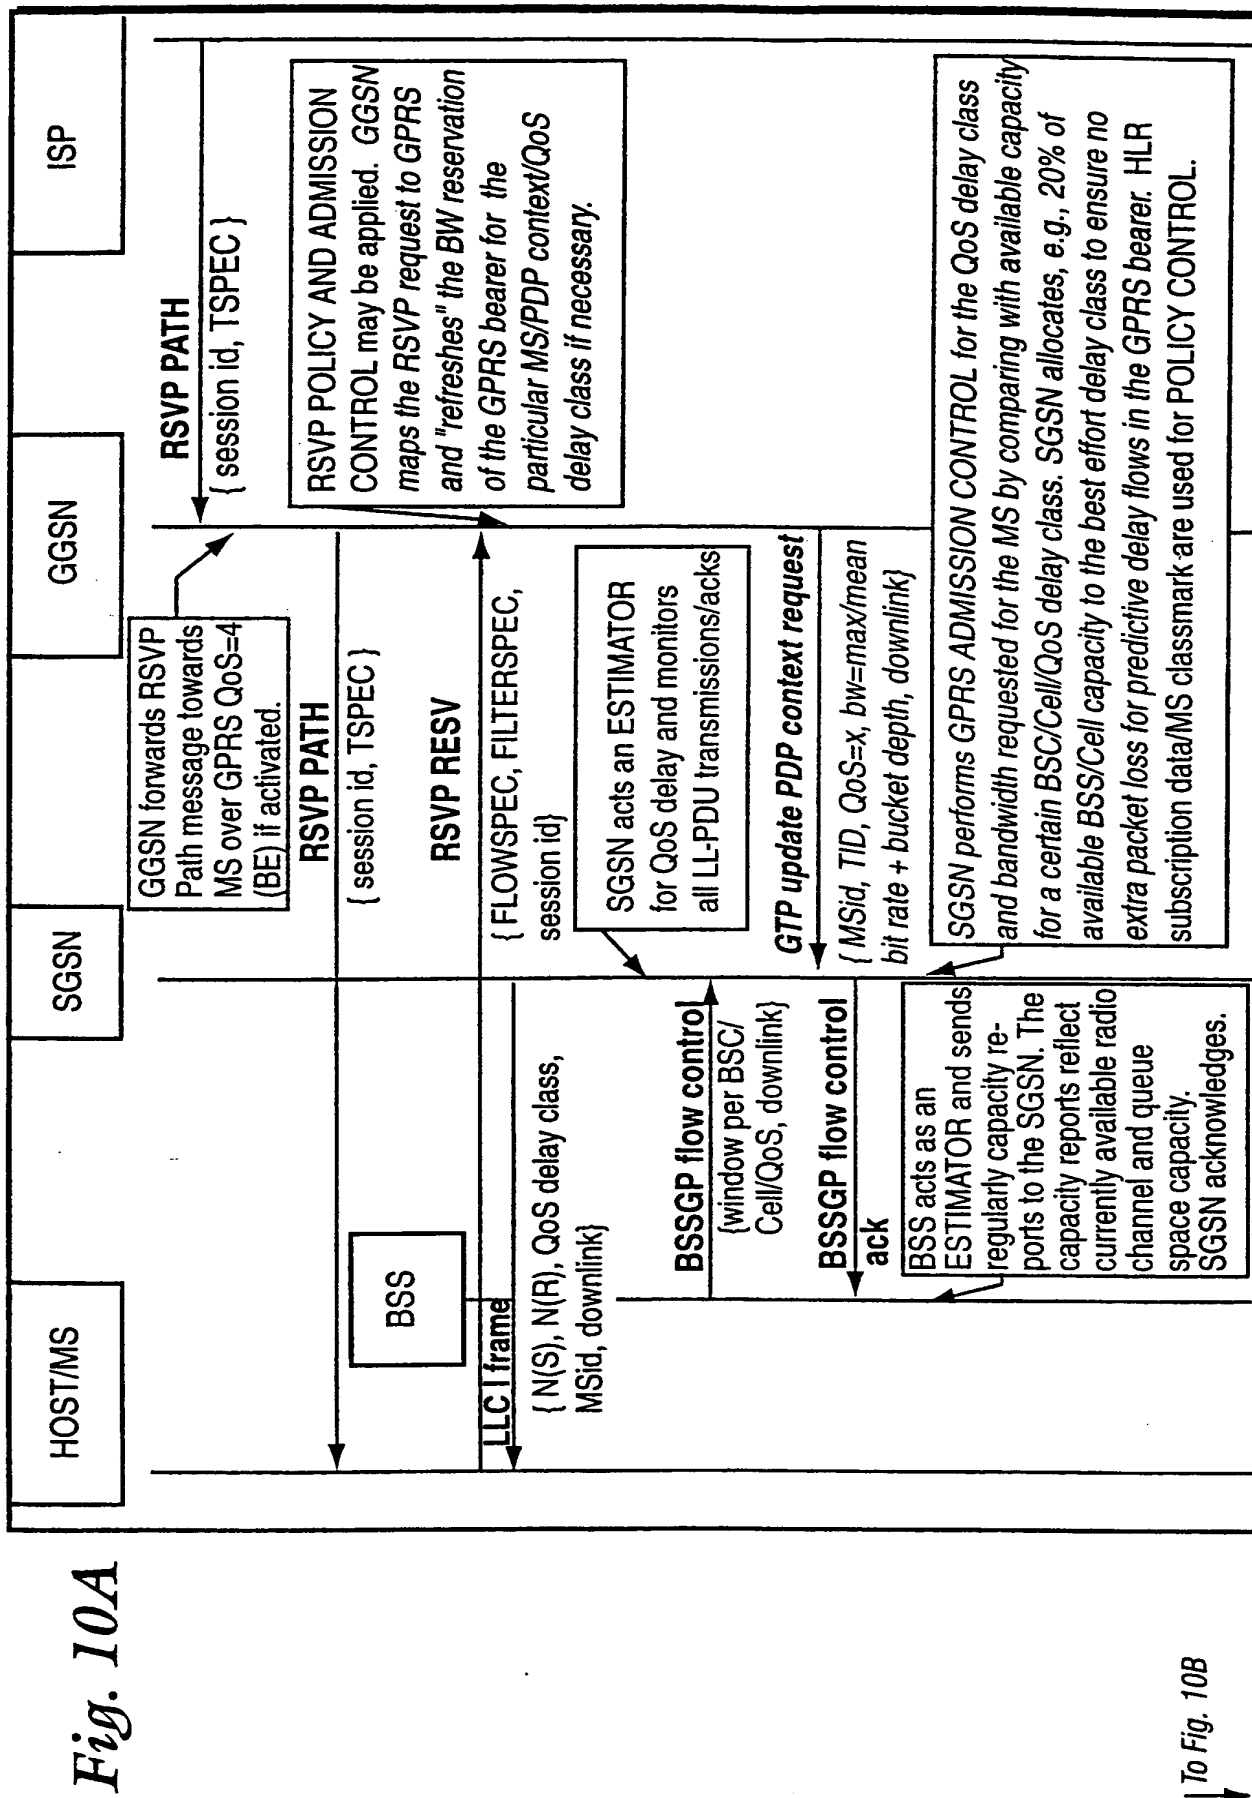 Fig. 10A
HOST/MS
SGSN
GGSN
ISP
RSVP PATH
{ session id, TSPEC }
GGSN forwards RSVP
Path message towards
MS over GPRS QoS=4
(BE) if activated.
RSVP PATH
{ session id, TSPEC }
RSVP POLICY AND ADMISSION
CONTROL may be applied. GGSN
maps the RSVP request to GPRS
and "refreshes" the BW reservation
of the GPRS bearer for the
particular MS/PDP context/QoS
delay class if necessary.
BSS
RSVP RESV
{ FLOWSPEC, FILTERSPEC,
session id}
LLC I frame
{ N(S), N(R), QoS delay class,
MSid, downlink}
SGSN acts an ESTIMATOR
for QoS delay and monitors
all LL-PDU transmissions/acks
BSSGP flow control
{window per BSC/
Cell/QoS, downlink}
GTP update PDP context request
{ MSid, TID, QoS=x, bw=max/mean
bit rate + bucket depth, downlink}
BSSGP flow control
ack
BSS acts as an
ESTIMATOR and sends
regularly capacity re-
ports to the SGSN. The
capacity reports reflect
currently available radio
channel and queue
space capacity.
SGSN acknowledges.
SGSN performs GPRS ADMISSION CONTROL for the QoS delay class
and bandwidth requested for the MS by comparing with available capacity
for a certain BSC/Cell/QoS delay class. SGSN allocates, e.g., 20% of
available BSS/Cell capacity to the best effort delay class to ensure no
extra packet loss for predictive delay flows in the GPRS bearer. HLR
subscription data/MS classmark are used for POLICY CONTROL.
To Fig. 10B